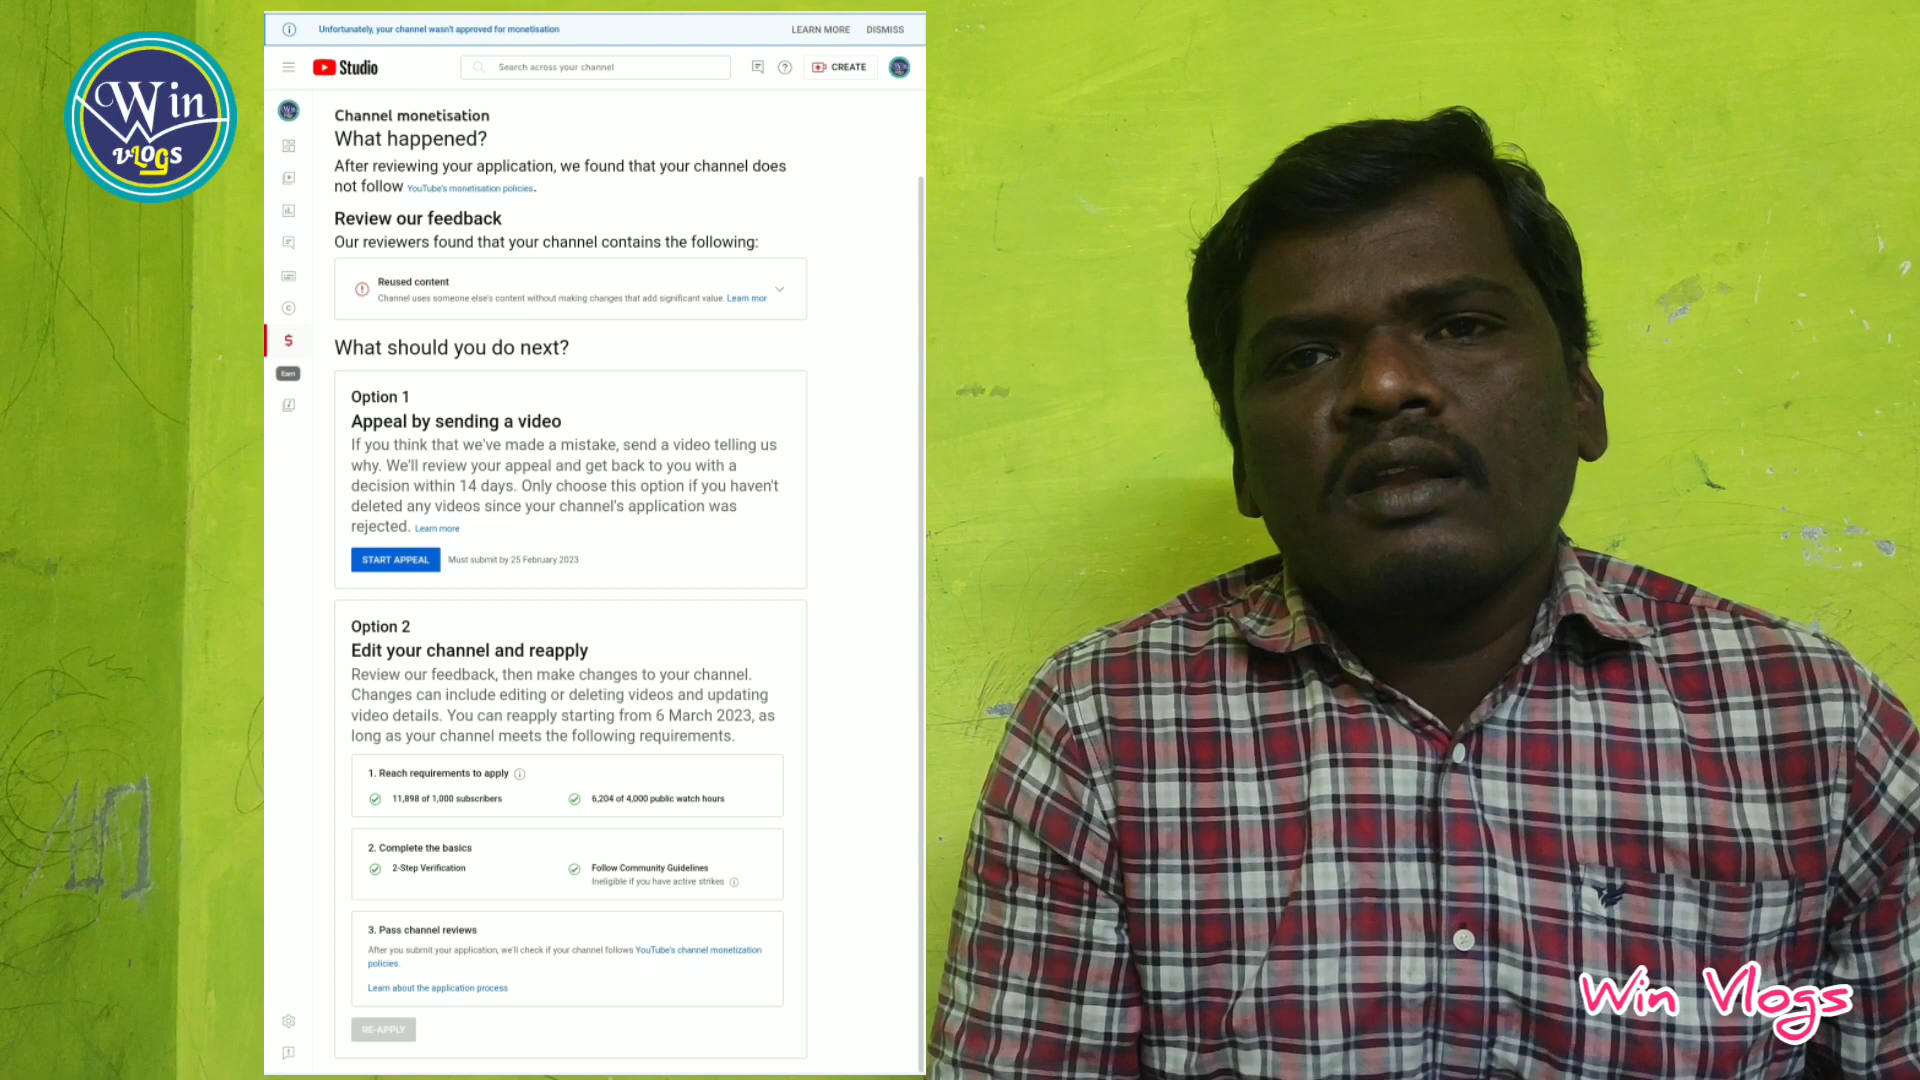 Win
vLOGS
Unfortunately, your channel wasn't approved for monetisation
LEARN MORE DISMISS
Studio
Search across your channel
CREATE
Channel monetisation
What happened?
After reviewing your application, we found that your channel does
not follow YouTube's monetisation policies.
Review our feedback
Our reviewers found that your channel contains the following:
Reused content
Channel uses someone else's content without making changes that add significant value. Learn mor
What should you do next?
Earn
Option 1
Appeal by sending a video
If you think that we've made a mistake, send a video telling us
why. We'll review your appeal and get back to you with a
decision within 14 days. Only choose this option if you haven't
deleted any videos since your channel's application was
rejected. Learn more
START APPEAL Must submit by 25 February 2023
Option 2
Edit your channel and reapply
Review our feedback, then make changes to your channel.
Changes can include editing or deleting videos and updating
video details. You can reapply starting from 6 March 2023, as
long as your channel meets the following requirements.
1. Reach requirements to apply
11,898 of 1,000 subscribers 6,204 of 4,000 public watch hours
2. Complete the basics
2-Step Verification Follow Community Guidelines
Ineligible if you have active strikes
3. Pass channel reviews
After you submit your application, we'll check if your channel follows YouTube's channel monetization
policies.
Learn about the application process
RE-APPLY
Win Vlogs